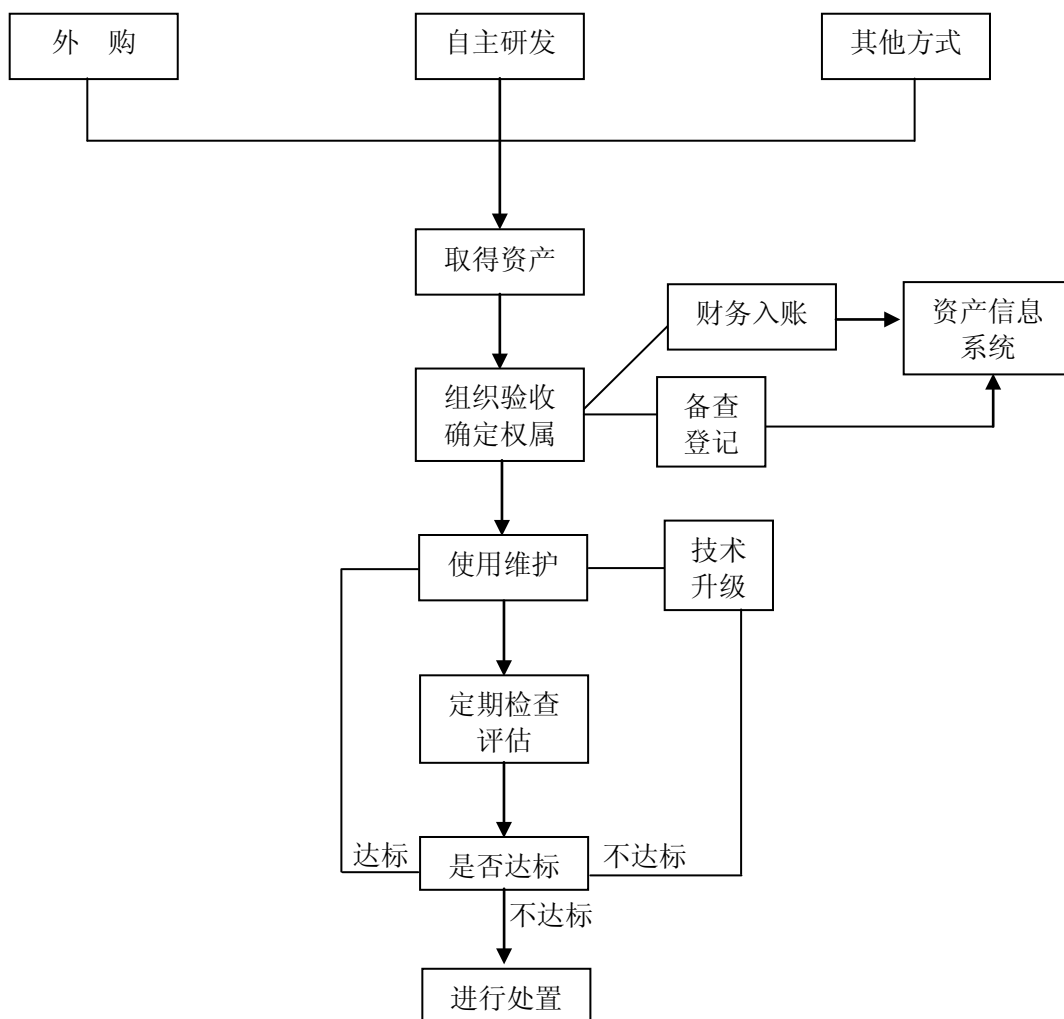 外　购
自主研发
其他方式
取得资产
财务入账
资产信息
系统
组织验收
确定权属
备查
登记
使用维护
技术
升级
定期检查
评估
达标
是否达标
不达标
不达标
进行处置